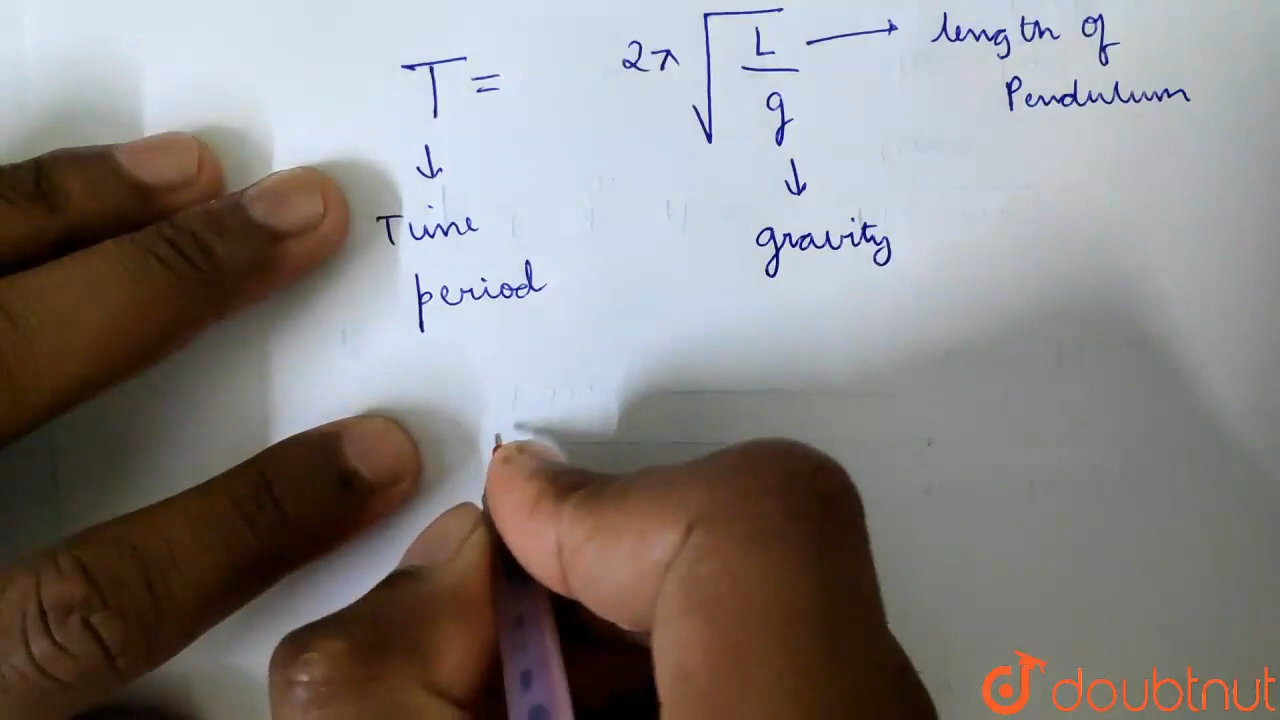 T = 2π √L/g → length of
Pendulum
↓ ↓
Time gravity
period
doubtnut